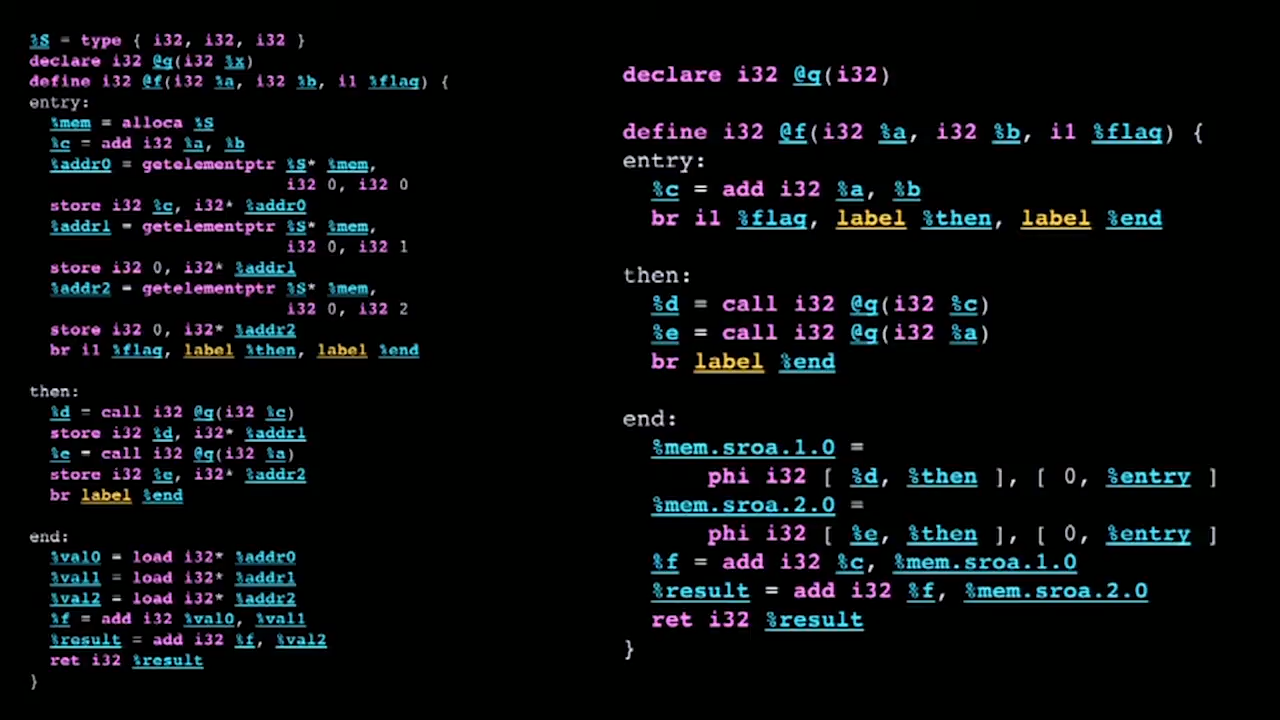 %S = type { i32, i32, i32 }
declare i32 @g(i32 %x)
define i32 @f(i32 %a, i32 %b, i1 %flag) {
entry:
  %mem = alloca %S
  %c = add i32 %a, %b
  %addr0 = getelementptr %S* %mem,
                         i32 0, i32 0
  store i32 %c, i32* %addr0
  %addr1 = getelementptr %S* %mem,
                         i32 0, i32 1
  store i32 0, i32* %addr1
  %addr2 = getelementptr %S* %mem,
                         i32 0, i32 2
  store i32 0, i32* %addr2
  br i1 %flag, label %then, label %end

then:
  %d = call i32 @g(i32 %c)
  store i32 %d, i32* %addr1
  %e = call i32 @g(i32 %a)
  store i32 %e, i32* %addr2
  br label %end

end:
  %val0 = load i32* %addr0
  %val1 = load i32* %addr1
  %val2 = load i32* %addr2
  %f = add i32 %val0, %val1
  %result = add i32 %f, %val2
  ret i32 %result
}
declare i32 @g(i32)

define i32 @f(i32 %a, i32 %b, i1 %flag) {
entry:
  %c = add i32 %a, %b
  br i1 %flag, label %then, label %end

then:
  %d = call i32 @g(i32 %c)
  %e = call i32 @g(i32 %a)
  br label %end

end:
  %mem.sroa.1.0 =
      phi i32 [ %d, %then ], [ 0, %entry ]
  %mem.sroa.2.0 =
      phi i32 [ %e, %then ], [ 0, %entry ]
  %f = add i32 %c, %mem.sroa.1.0
  %result = add i32 %f, %mem.sroa.2.0
  ret i32 %result
}